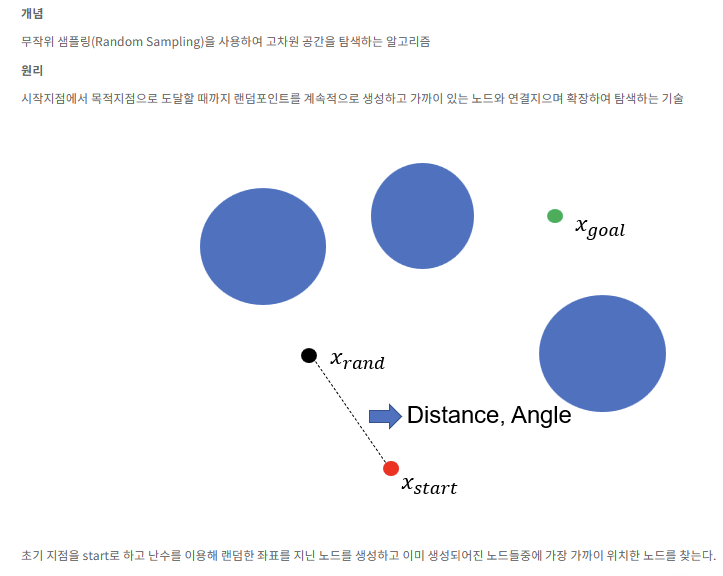 개념
무작위 샘플링(Random Sampling)을 사용하여 고차원 공간을 탐색하는 알고리즘
원리
시작지점에서 목적지점으로 도달할 때까지 랜덤포인트를 계속적으로 생성하고 가까이 있는 노드와 연결지으며 확장하여 탐색하는 기술
x_goal
x_rand
Distance, Angle
x_start
초기 지점을 start로 하고 난수를 이용해 랜덤한 좌표를 지닌 노드를 생성하고 이미 생성되어진 노드들중에 가장 가까이 위치한 노드를 찾는다.